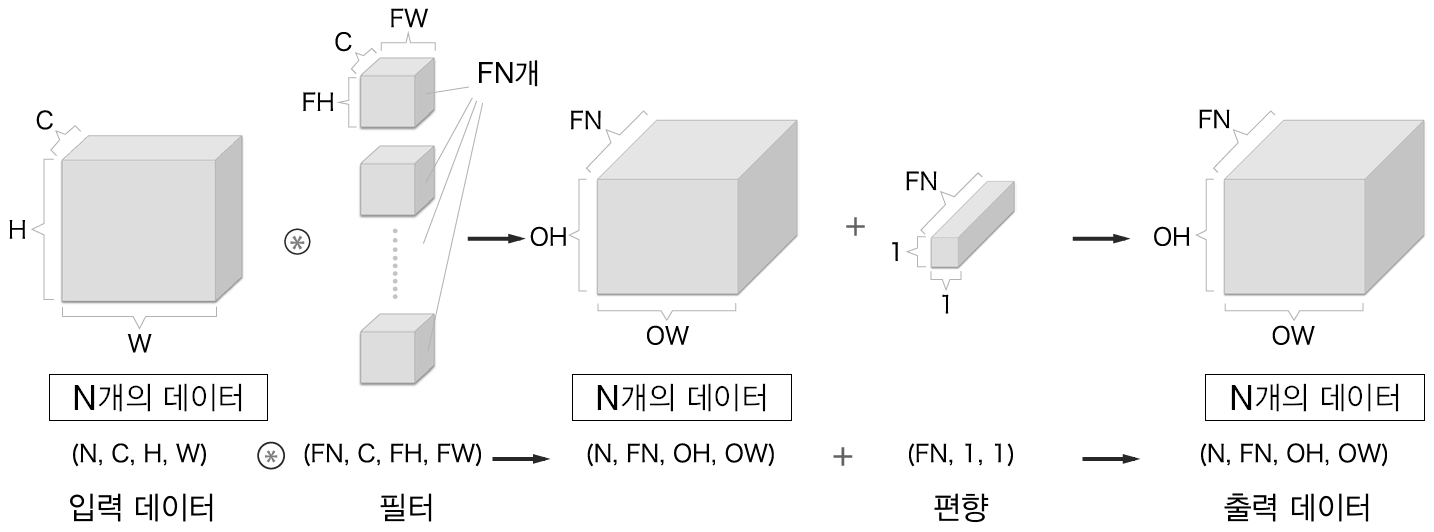 FW
C
FN개
FH
C
H
W
FN
OH
OW
FN
1
1
FN
OH
OW
N개의 데이터
N개의 데이터
N개의 데이터
(N, C, H, W) ⊛ (FN, C, FH, FW) → (N, FN, OH, OW) + (FN, 1, 1) → (N, FN, OH, OW)
입력 데이터
필터
편향
출력 데이터